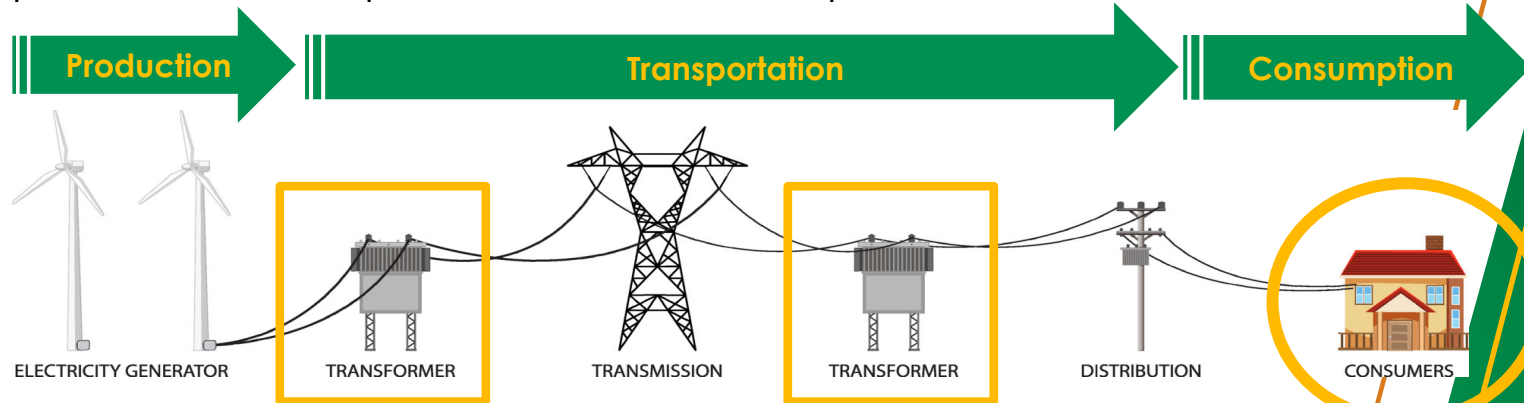 Production
Transportation
Consumption
ELECTRICITY GENERATOR
TRANSFORMER
TRANSMISSION
TRANSFORMER
DISTRIBUTION
CONSUMERS